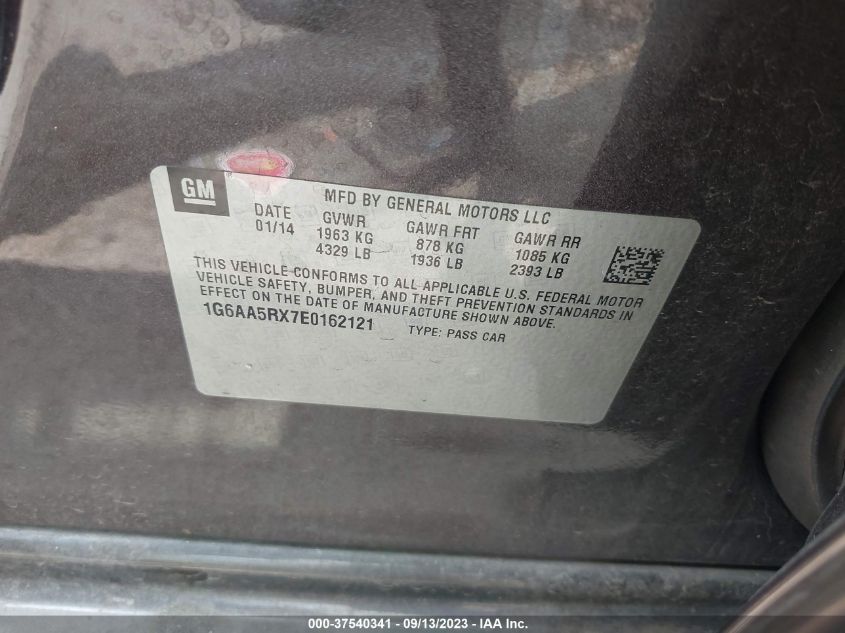 GM
MFD BY GENERAL MOTORS LLC
DATE GVWR GAWR FRT GAWR RR
01/14 1963 KG 878 KG 1085 KG
4329 LB 1936 LB 2393 LB
THIS VEHICLE CONFORMS TO ALL APPLICABLE U.S. FEDERAL MOTOR
VEHICLE SAFETY, BUMPER, AND THEFT PREVENTION STANDARDS IN
EFFECT ON THE DATE OF MANUFACTURE SHOWN ABOVE.
1G6AA5RX7E0162121 TYPE: PASS CAR
000-37540341 - 09/13/2023 - IAA Inc.